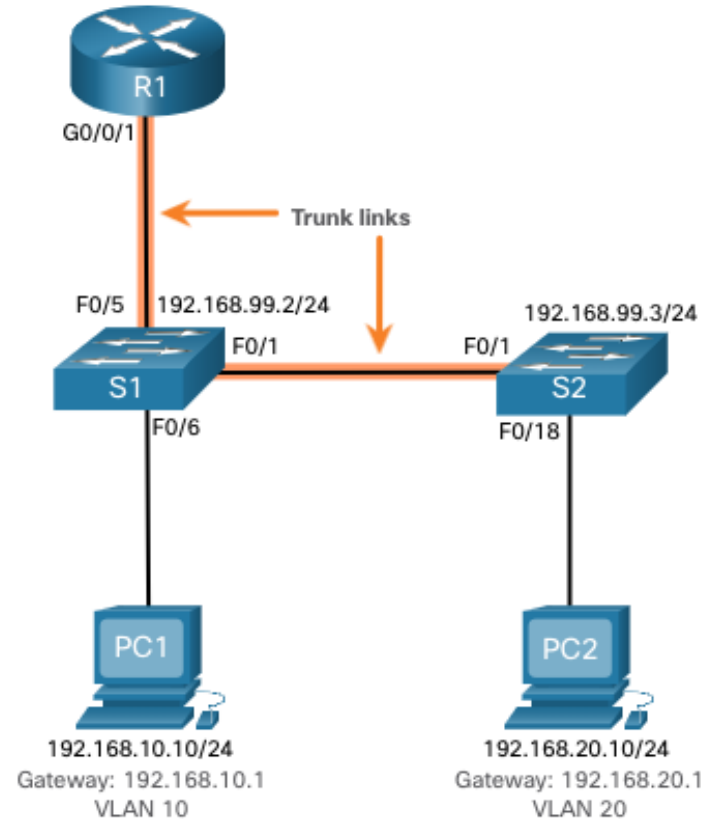 R1
G0/0/1
Trunk links
F0/5
192.168.99.2/24
192.168.99.3/24
F0/1
F0/1
S1
S2
F0/6
F0/18
PC1
PC2
192.168.10.10/24
Gateway: 192.168.10.1
VLAN 10
192.168.20.10/24
Gateway: 192.168.20.1
VLAN 20